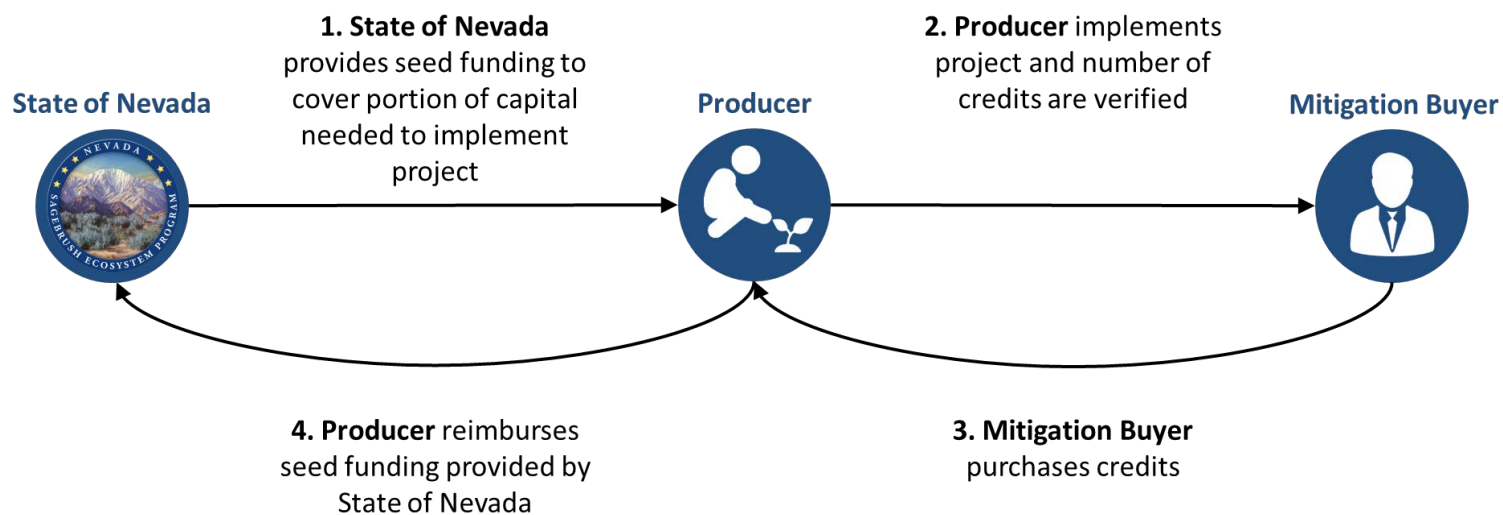 State of Nevada
NEVADA
SAGEBRUSH ECOSYSTEM PROGRAM
1. State of Nevada
provides seed funding to
cover portion of capital
needed to implement
project
Producer
2. Producer implements
project and number of
credits are verified
Mitigation Buyer
4. Producer reimburses
seed funding provided by
State of Nevada
3. Mitigation Buyer
purchases credits